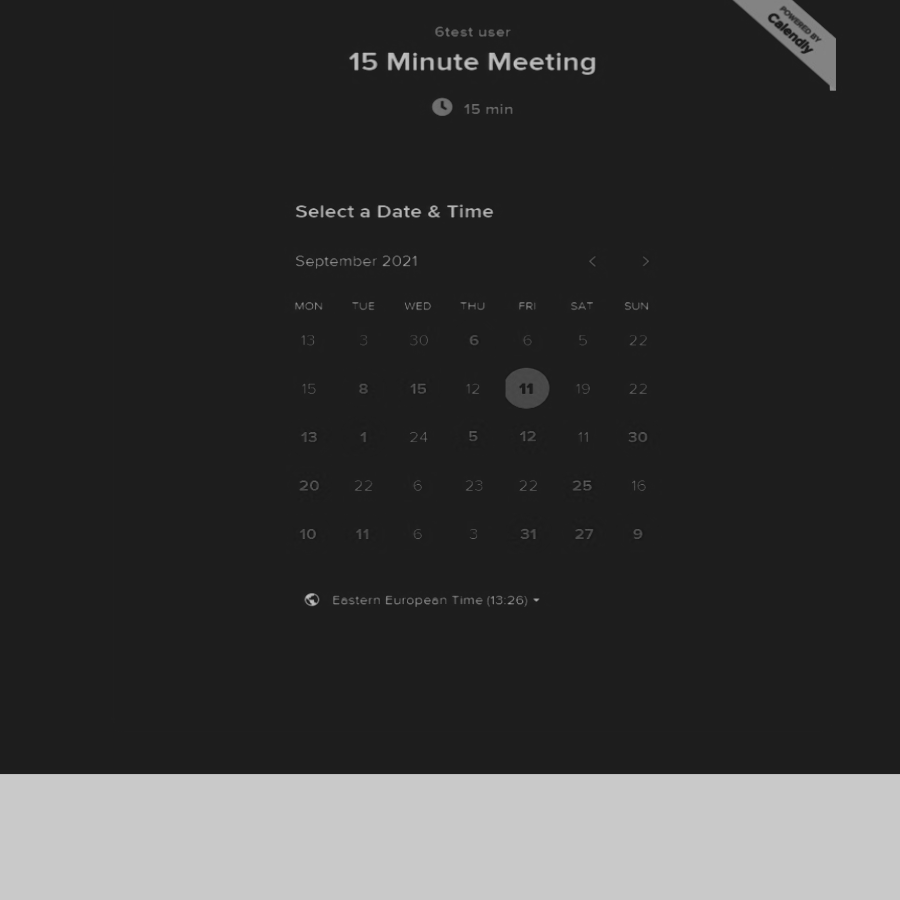 POWERED BY
Calendly
6test user
15 Minute Meeting
15 min
Select a Date & Time
September 2021
MON TUE WED THU FRI SAT SUN
13 3 30 6 6 5 22
15 8 15 12 11 19 22
13 1 24 5 12 11 30
20 22 6 23 22 25 16
10 11 6 3 31 27 9
Eastern European Time (13:26)